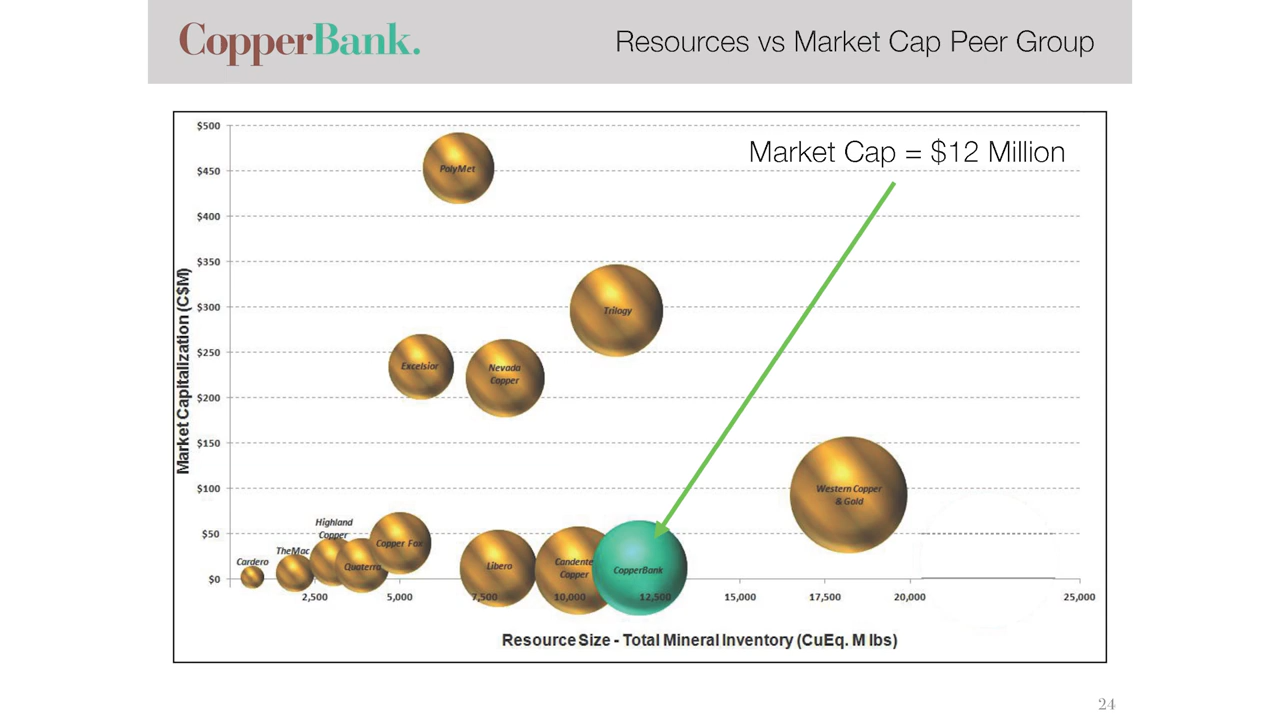 CopperBank.
Resources vs Market Cap Peer Group
Market Cap = $12 Million
Market Capitalization (C$M)
$500
$450
$400
$350
$300
$250
$200
$150
$100
$50
$0
PolyMet
Trilogy
Excelsior
Nevada
Copper
Western Copper
& Gold
Highland
Copper
TheMac
Cardero
Quaterra
Copper Fox
Libero
Candente
Copper
CopperBank
2,500 5,000 7,500 10,000 12,500 15,000 17,500 20,000 25,000
Resource Size - Total Mineral Inventory (CuEq. M lbs)
24